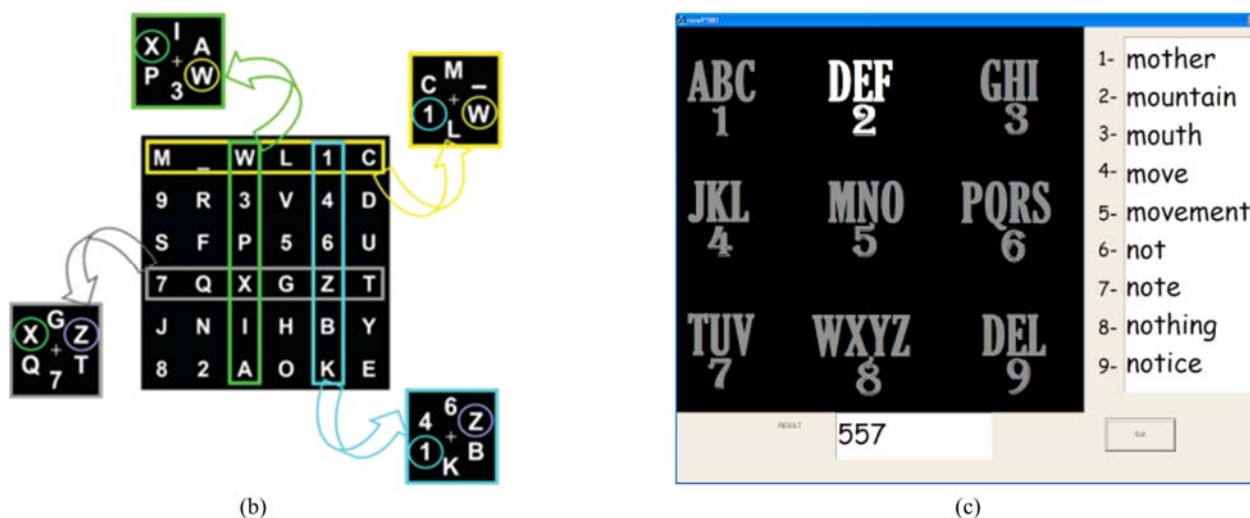 X I A
P + W
3
M
C _
1 + W
L
M _ W L 1 C
9 R 3 V 4 D
S F P 5 6 U
7 Q X G Z T
J N I H B Y
8 2 A O K E
G
X Z
Q + T
7
6
4 Z
1 + B
K
(b)
ABC DEF GHI
1 2 3
JKL MNO PQRS
4 5 6
TUV WXYZ DEL
7 8 9
1- mother
2- mountain
3- mouth
4- move
5- movement
6- not
7- note
8- nothing
9- notice
RESULT 557
Exit
(c)